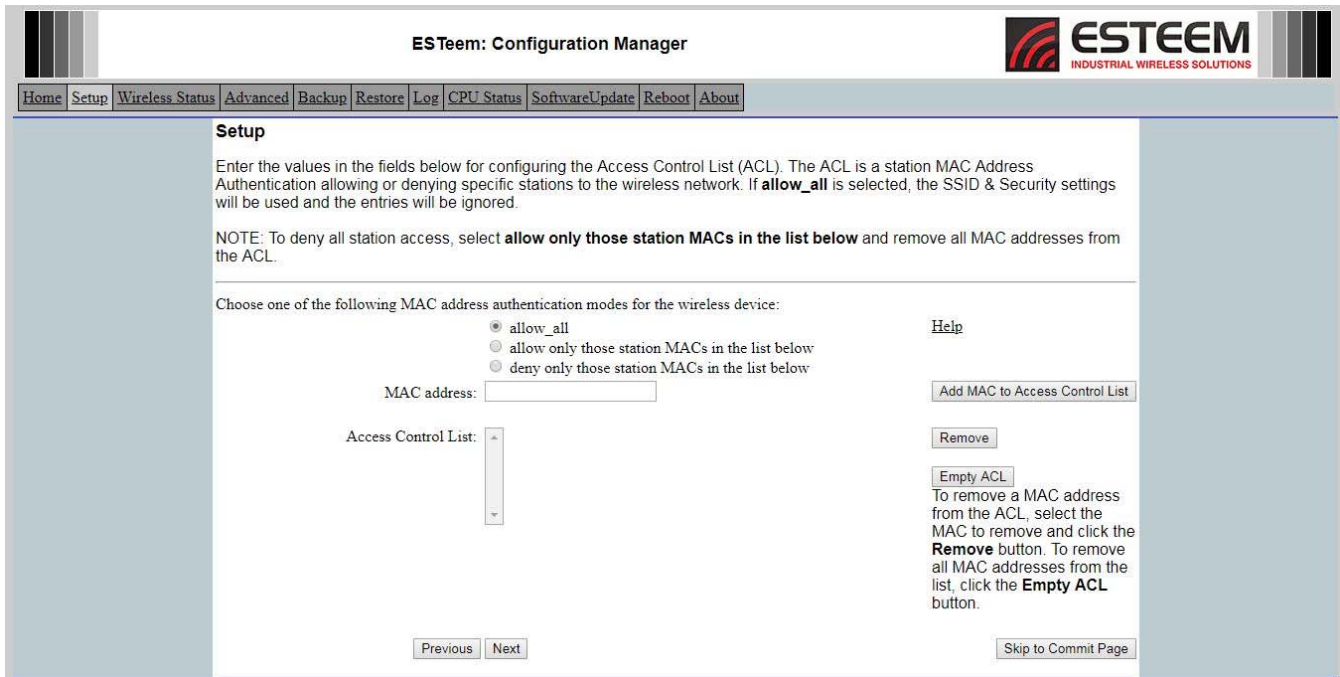 ESTeem: Configuration Manager
ESTEEM
INDUSTRIAL WIRELESS SOLUTIONS
Home Setup Wireless Status Advanced Backup Restore Log CPU Status SoftwareUpdate Reboot About
Setup
Enter the values in the fields below for configuring the Access Control List (ACL). The ACL is a station MAC Address
Authentication allowing or denying specific stations to the wireless network. If allow_all is selected, the SSID & Security settings
will be used and the entries will be ignored.
NOTE: To deny all station access, select allow only those station MACs in the list below and remove all MAC addresses from
the ACL.
Choose one of the following MAC address authentication modes for the wireless device:
allow_all
Help
allow only those station MACs in the list below
deny only those station MACs in the list below
MAC address:
Add MAC to Access Control List
Access Control List:
Remove
Empty ACL
To remove a MAC address
from the ACL, select the
MAC to remove and click the
Remove button. To remove
all MAC addresses from the
list, click the Empty ACL
button.
Previous Next
Skip to Commit Page